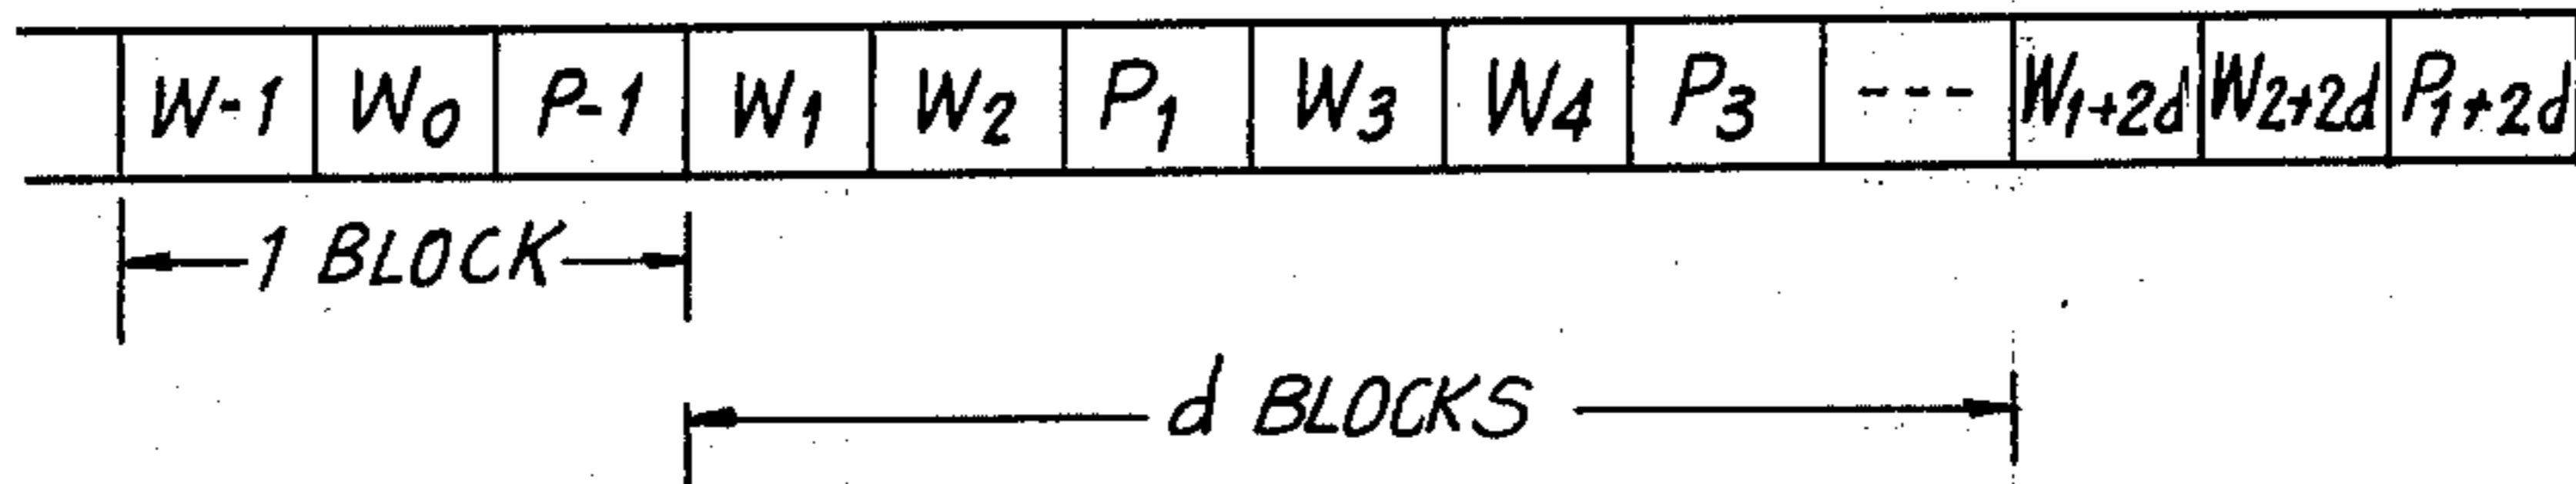 W-1 W0 P-1 W1 W2 P1 W3 W4 P3 --- W1+2d W2+2d P1+2d
1 BLOCK
d BLOCKS